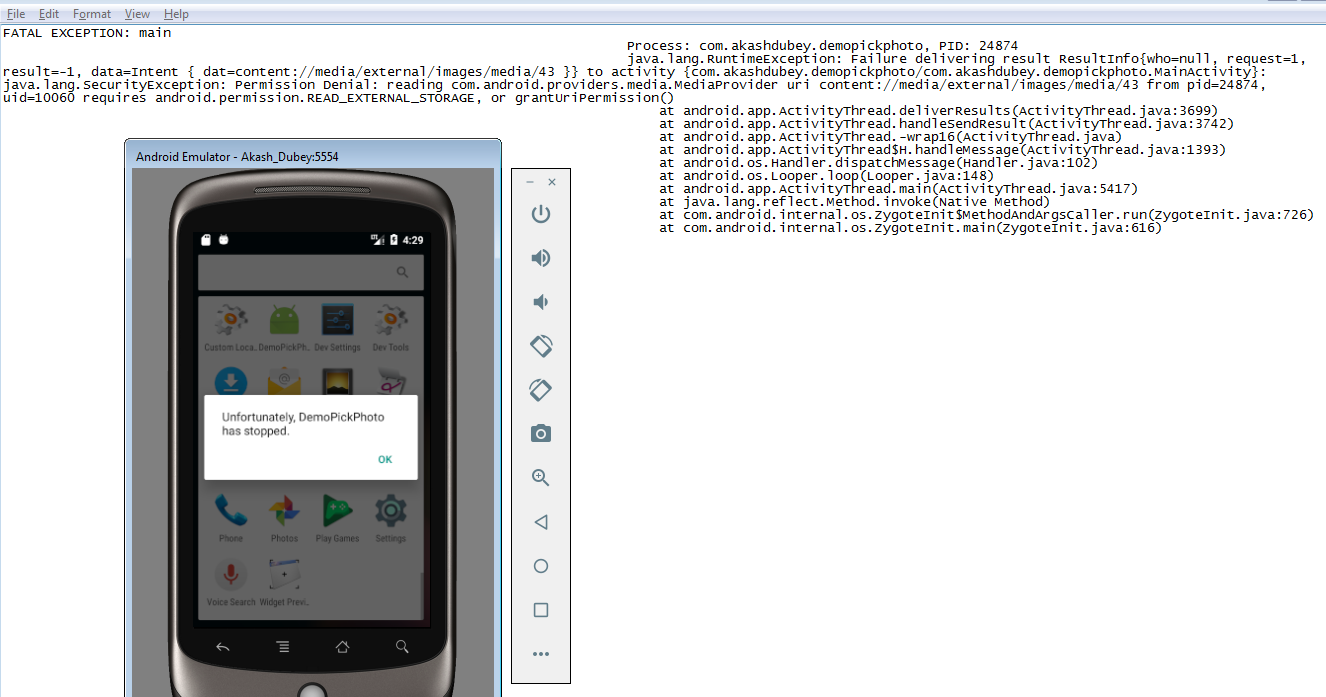 File Edit Format View Help
FATAL EXCEPTION: main
Process: com.akashdubey.demopickphoto, PID: 24874
java.lang.RuntimeException: Failure delivering result ResultInfo{who=null, request=1,
result=-1, data=Intent { dat=content://media/external/images/media/43 }} to activity {com.akashdubey.demopickphoto/com.akashdubey.demopickphoto.MainActivity}:
java.lang.SecurityException: Permission Denial: reading com.android.providers.media.MediaProvider uri content://media/external/images/media/43 from pid=24874,
uid=10060 requires android.permission.READ_EXTERNAL_STORAGE, or grantUriPermission()
at android.app.ActivityThread.deliverResults(ActivityThread.java:3699)
at android.app.ActivityThread.handleSendResult(ActivityThread.java:3742)
at android.app.ActivityThread.-wrap16(ActivityThread.java)
at android.app.ActivityThread$H.handleMessage(ActivityThread.java:1393)
at android.os.Handler.dispatchMessage(Handler.java:102)
at android.os.Looper.loop(Looper.java:148)
at android.app.ActivityThread.main(ActivityThread.java:5417)
at java.lang.reflect.Method.invoke(Native Method)
at com.android.internal.os.ZygoteInit$MethodAndArgsCaller.run(ZygoteInit.java:726)
at com.android.internal.os.ZygoteInit.main(ZygoteInit.java:616)
Android Emulator - Akash_Dubey:5554
4:29
Custom Loca.. DemoPickPh.. Dev Settings Dev Tools
Unfortunately, DemoPickPhoto
has stopped.
OK
Phone Photos Play Games Settings
Voice Search Widget Previ..